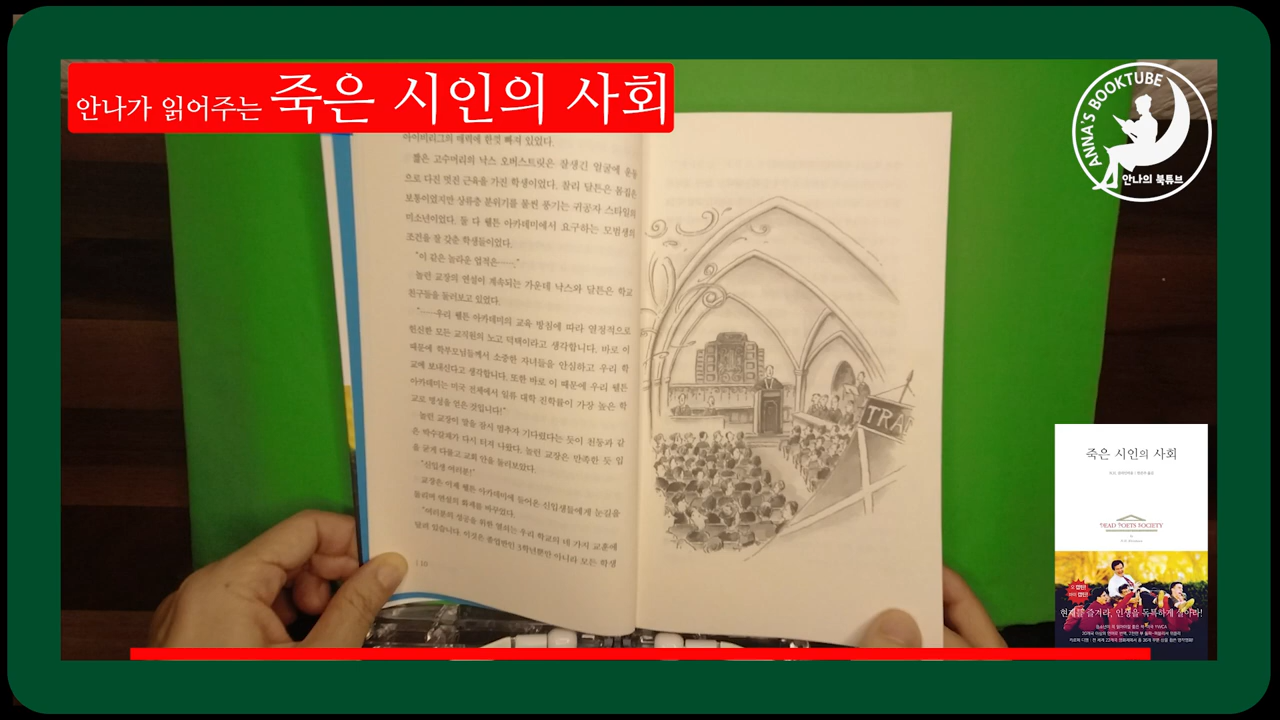 안나가 읽어주는 죽은 시인의 사회
ANNA'S BOOKTUBE
안나의 북튜브
아이비리그의 매력에 한껏 빠져 있었다.
짧은 고수머리의 낙스 오버스트릿은 잘생긴 얼굴에 운동
으로 다진 멋진 근육을 가진 학생이었다. 찰리 달튼은 몸집은
보통이었지만 상류층 분위기를 물씬 풍기는 귀공자 스타일의
미소년이었다. 둘 다 웰튼 아카데미에서 요구하는 모범생의
조건을 잘 갖춘 학생들이었다.
"이 같은 놀라운 업적은──."
놀런 교장의 연설이 계속되는 가운데 낙스와 달튼은 학교
친구들을 둘러보고 있었다.
"──우리 웰튼 아카데미의 교육 방침에 따라 열정적으로
헌신한 모든 교직원의 노고 덕택이라고 생각합니다. 바로 이
때문에 학부모님들께서 소중한 자녀들을 안심하고 우리 학
교에 보내신다고 생각합니다. 또한 바로 이 때문에 우리 웰튼
아카데미는 미국 전체에서 일류 대학 진학률이 가장 높은 학
교로 명성을 얻은 것입니다!"
놀런 교장이 말을 잠시 멈추자 기다렸다는 듯이 천둥과 같
은 박수갈채가 다시 터져 나왔다. 놀런 교장은 만족한 듯 입
을 굳게 다물고 교회 안을 둘러보았다.
"신입생 여러분!"
교장은 이제 웰튼 아카데미에 들어온 신입생들에게 눈길을
돌리며 연설의 화제를 바꾸었다.
"여러분의 성공을 위한 열쇠는 우리 학교의 네 가지 교훈에
달려 있습니다. 이것은 졸업반인 3학년뿐만 아니라 모든 학생
10
TRAD
죽은 시인의 사회
DEAD POETS SOCIETY
현재를 즐겨라, 인생을 독특하게 살아라!